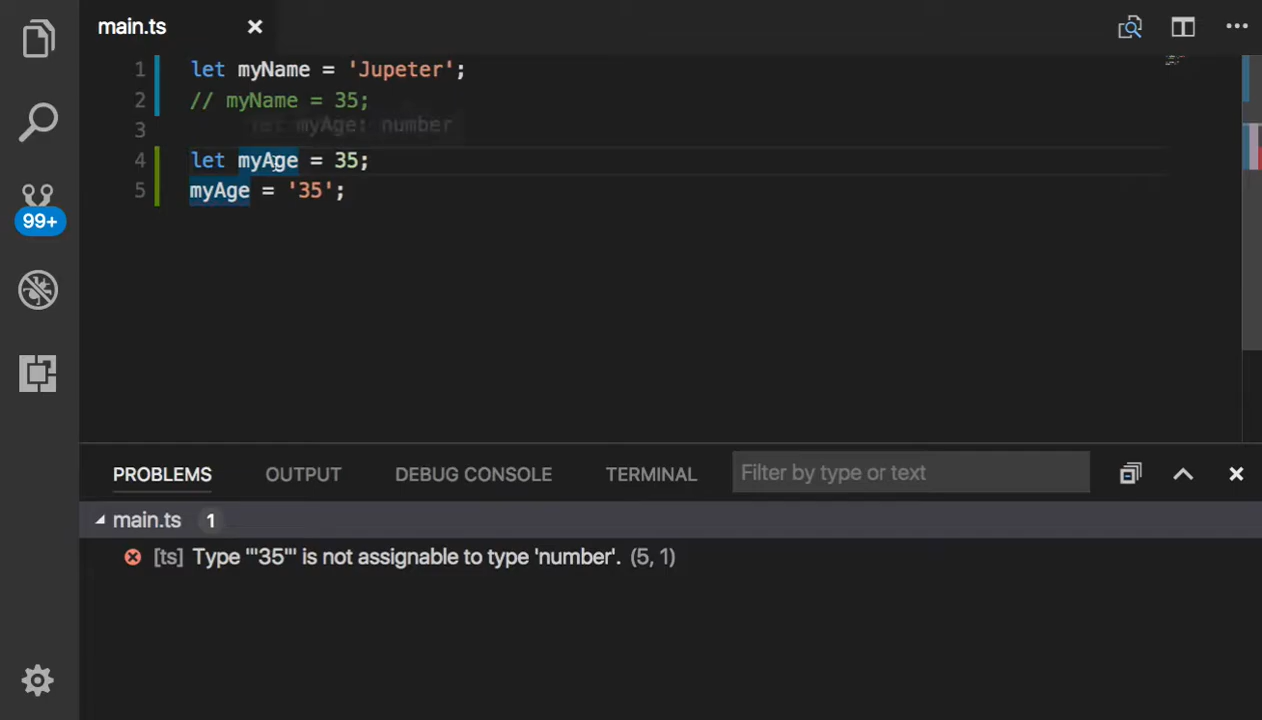 main.ts
1 let myName = 'Jupeter';
2 // myName = 35;
let myAge: number
3
4 let myAge = 35;
5 myAge = '35';
99+
PROBLEMS OUTPUT DEBUG CONSOLE TERMINAL Filter by type or text
main.ts 1
[ts] Type '"35"' is not assignable to type 'number'. (5, 1)